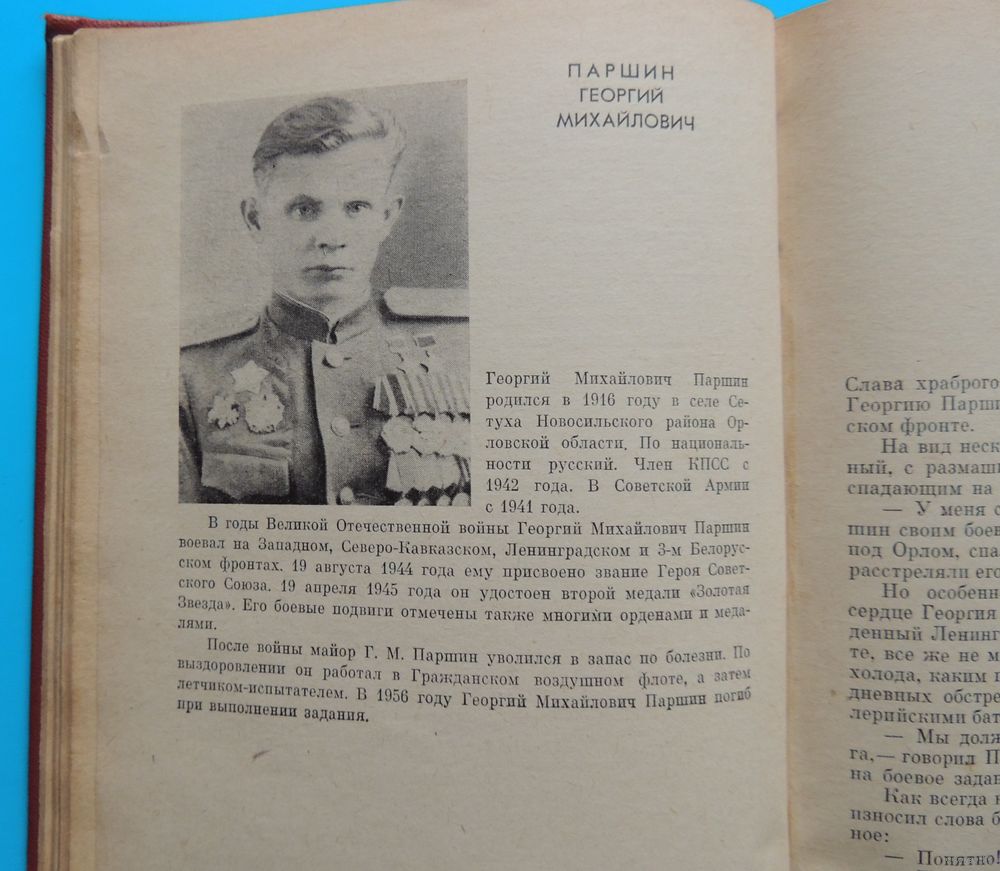 ПАРШИН
ГЕОРГИЙ
МИХАЙЛОВИЧ
Георгий Михайлович Паршин
родился в 1916 году в селе Се-
туха Новосильского района Ор-
ловской области. По националь-
ности русский. Член КПСС с
1942 года. В Советской Армии
с 1941 года.
В годы Великой Отечественной войны Георгий Михайлович Паршин
воевал на Западном, Северо-Кавказском, Ленинградском и 3-м Белорус-
ском фронтах. 19 августа 1944 года ему присвоено звание Героя Совет-
ского Союза. 19 апреля 1945 года он удостоен второй медали «Золотая
Звезда». Его боевые подвиги отмечены также многими орденами и меда-
лями.
После войны майор Г. М. Паршин уволился в запас по болезни. По
выздоровлении он работал в Гражданском воздушном флоте, а затем
летчиком-испытателем. В 1956 году Георгий Михайлович Паршин погиб
при выполнении задания.
Слава храброго
Георгию Парши
ском фронте.
На вид неск
ный, с размаш
спадающим на
— У меня с
шин своим боев
под Орлом, спа
расстреляли его
Но особенн
сердце Георгия
денный Ленинг
те, все же не м
холода, каким
дневных обстре
лерийскими бат
— Мы долж
га,— говорил П
на боевое задан
Как всегда
износил слова б
ное:
— Понятно!